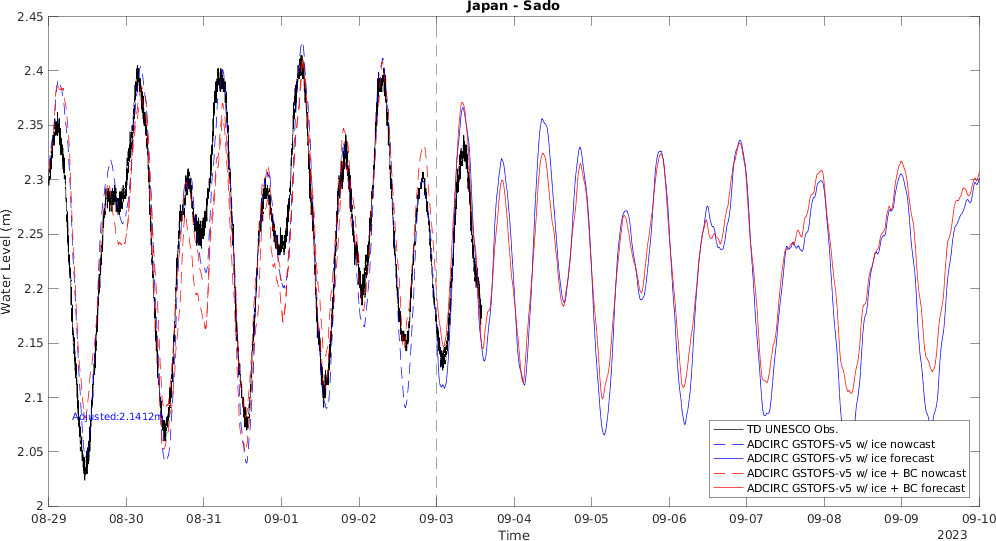 Japan - Sado
2.45
2.4
2.35
2.3
2.25
2.2
2.15
2.1
2.05
2
Water Level (m)
Adjusted:2.1412m
TD UNESCO Obs.
ADCIRC GSTOFS-v5 w/ ice nowcast
ADCIRC GSTOFS-v5 w/ ice forecast
ADCIRC GSTOFS-v5 w/ ice + BC nowcast
ADCIRC GSTOFS-v5 w/ ice + BC forecast
08-29 08-30 08-31 09-01 09-02 09-03 09-04 09-05 09-06 09-07 09-08 09-09 09-10
Time
2023